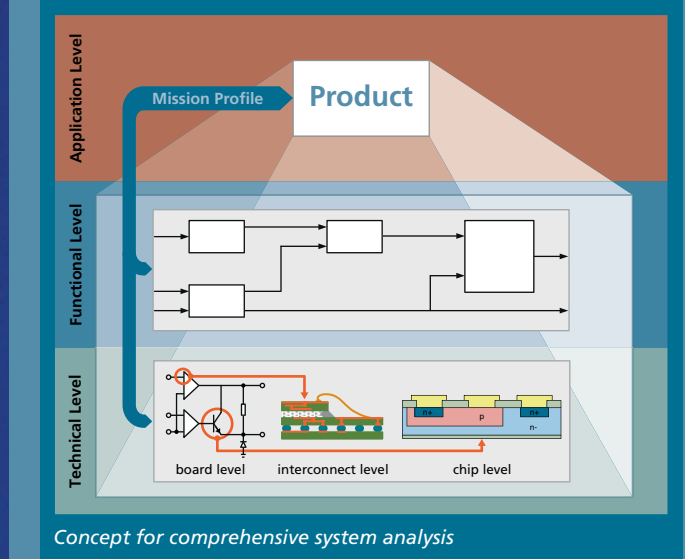 Application Level
Mission Profile
Product
Functional Level
Technical Level
n+
p
n+
n-
board level
interconnect level
chip level
Concept for comprehensive system analysis